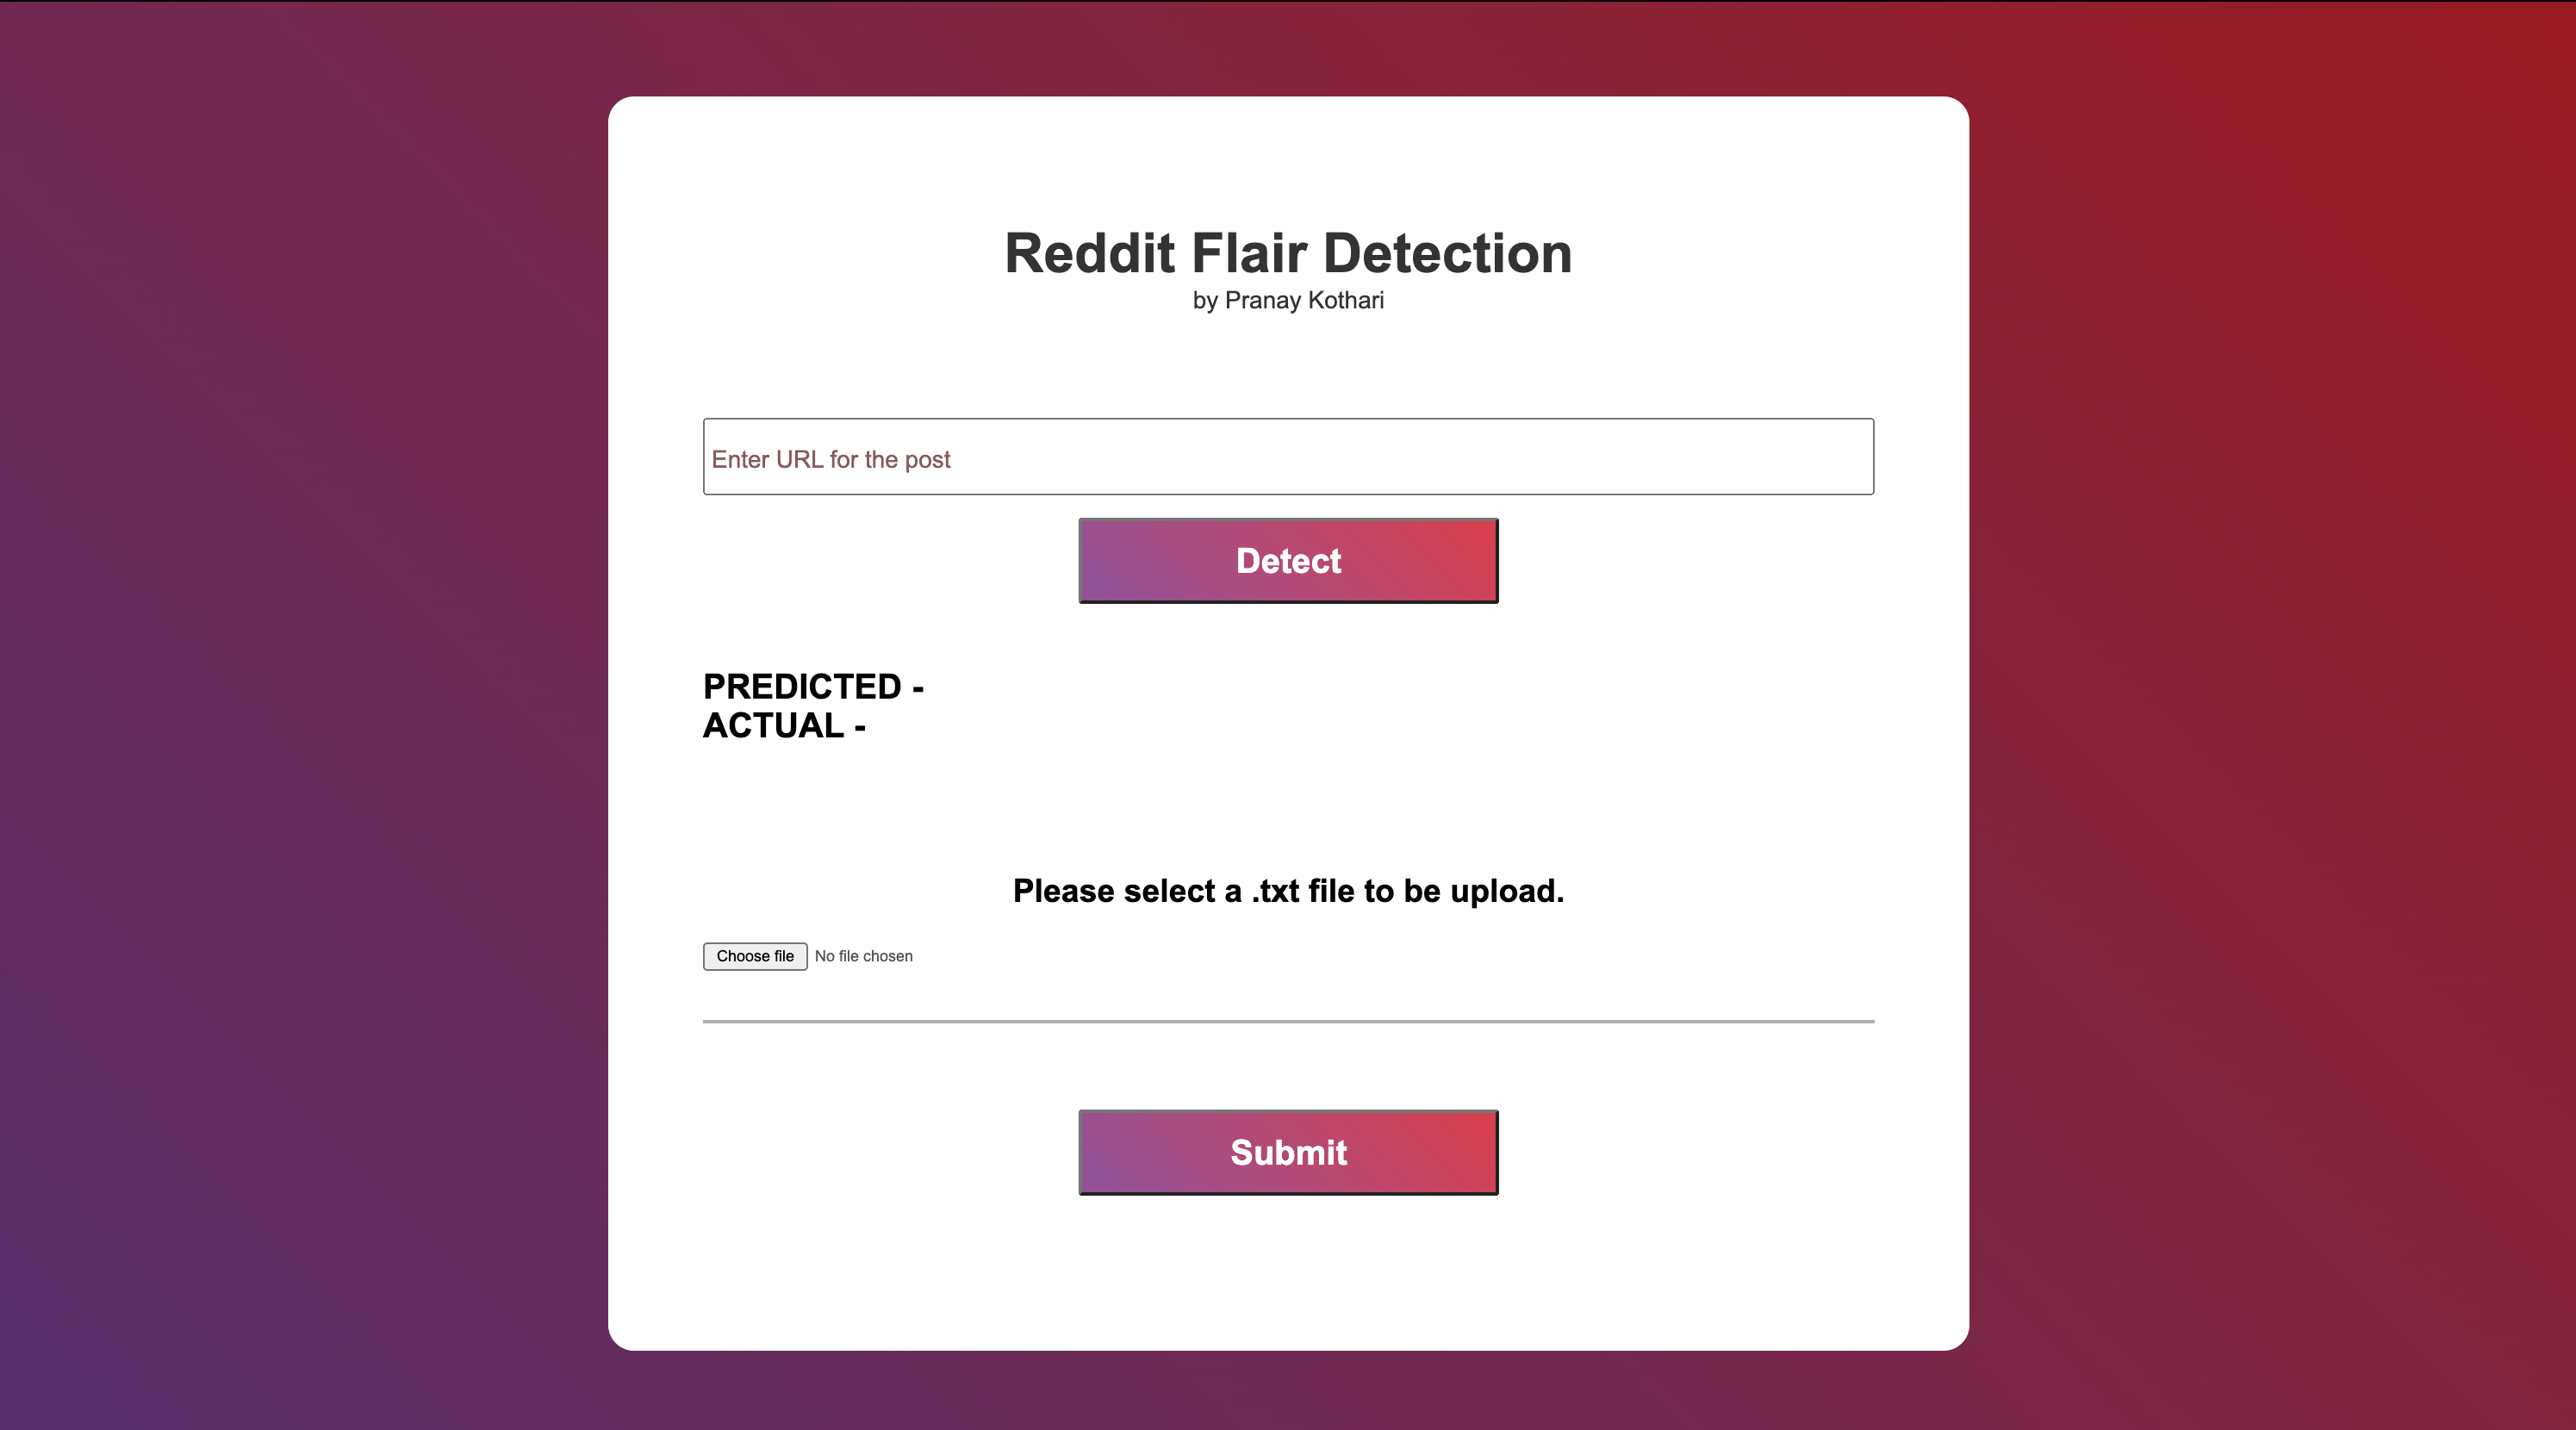 Reddit Flair Detection
by Pranay Kothari
Enter URL for the post
Detect
PREDICTED -
ACTUAL -
Please select a .txt file to be upload.
Choose file No file chosen
Submit